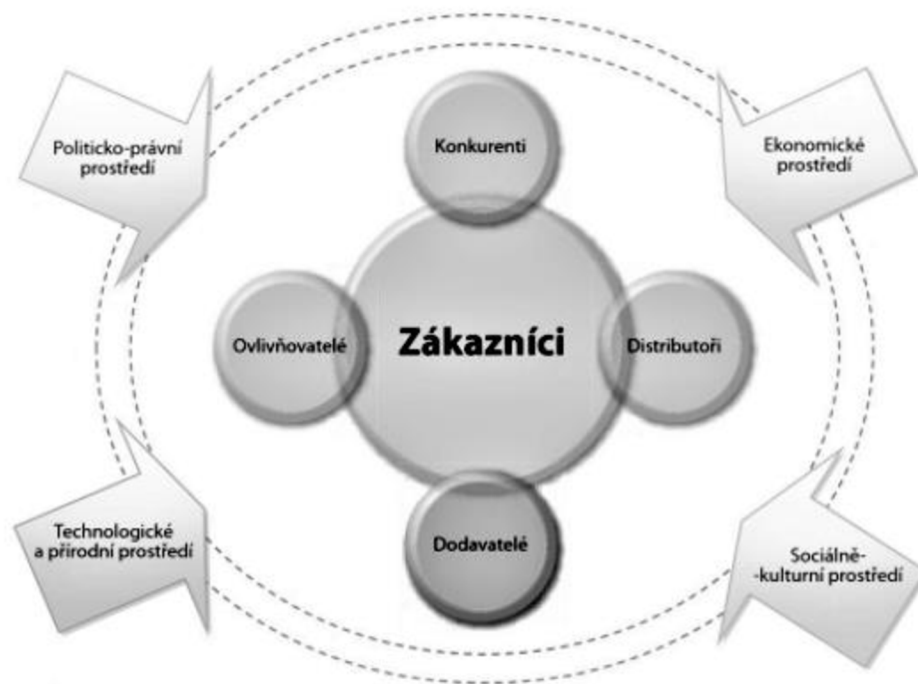 Konkurenti
Politicko-právní
prostředí
Ekonomické
prostředí
Ovlivňovatelé
Zákazníci
Distributoři
Technologické
a přírodní prostředí
Dodavatelé
Sociálně-
-kulturní prostředí